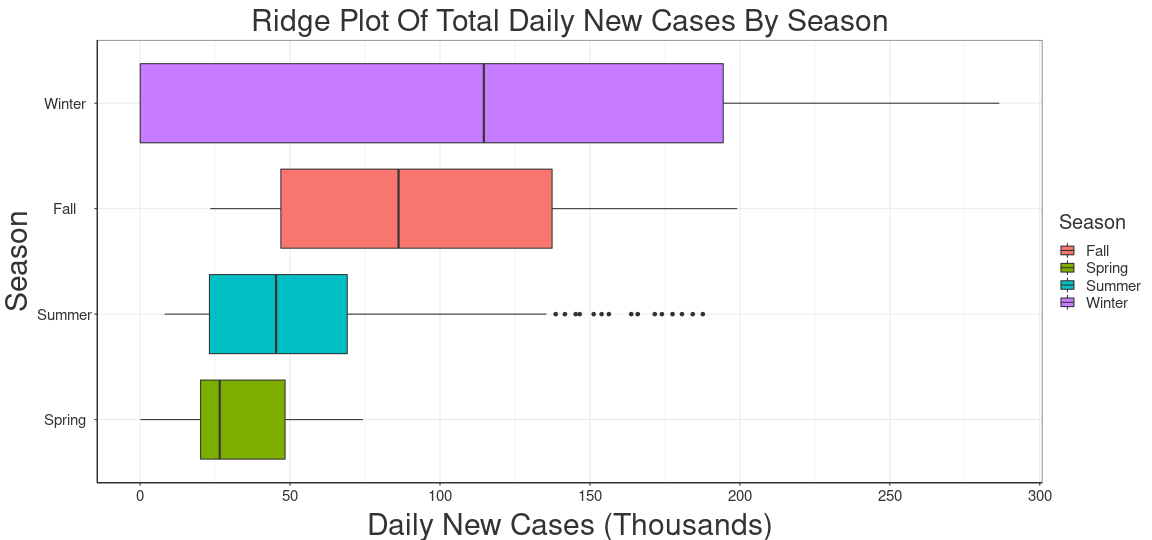 Ridge Plot Of Total Daily New Cases By Season
Season
Winter
Fall
Summer
Spring
0 50 100 150 200 250 300
Daily New Cases (Thousands)
Season
Fall
Spring
Summer
Winter